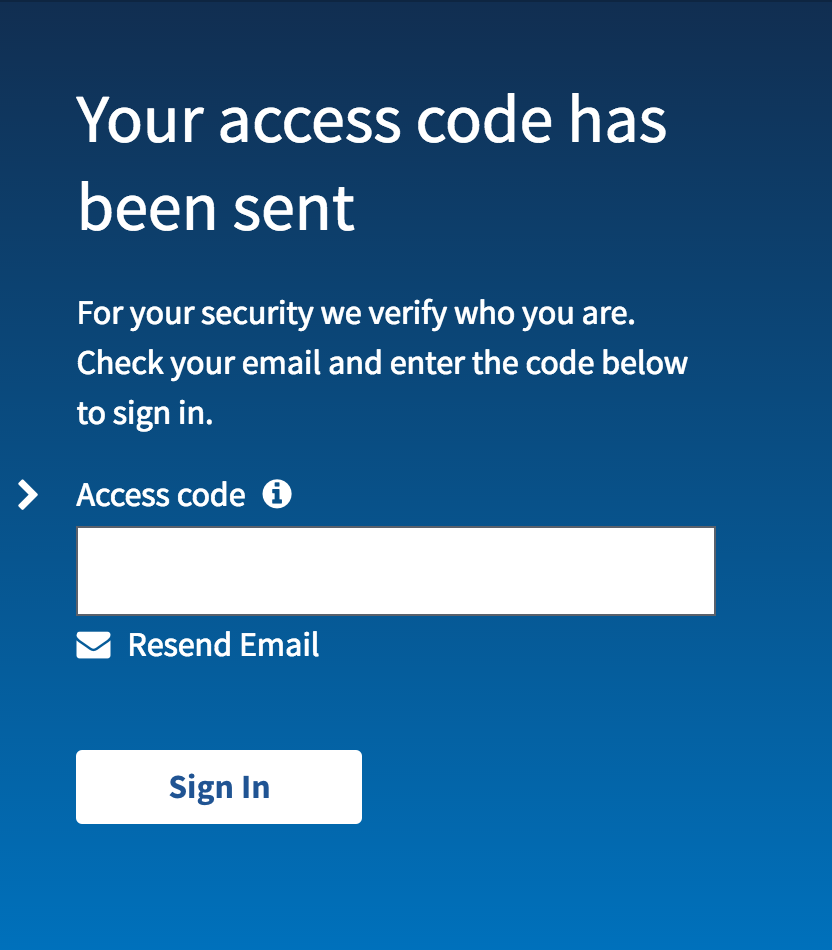 Your access code has
been sent
For your security we verify who you are.
Check your email and enter the code below
to sign in.
Access code
Resend Email
Sign In